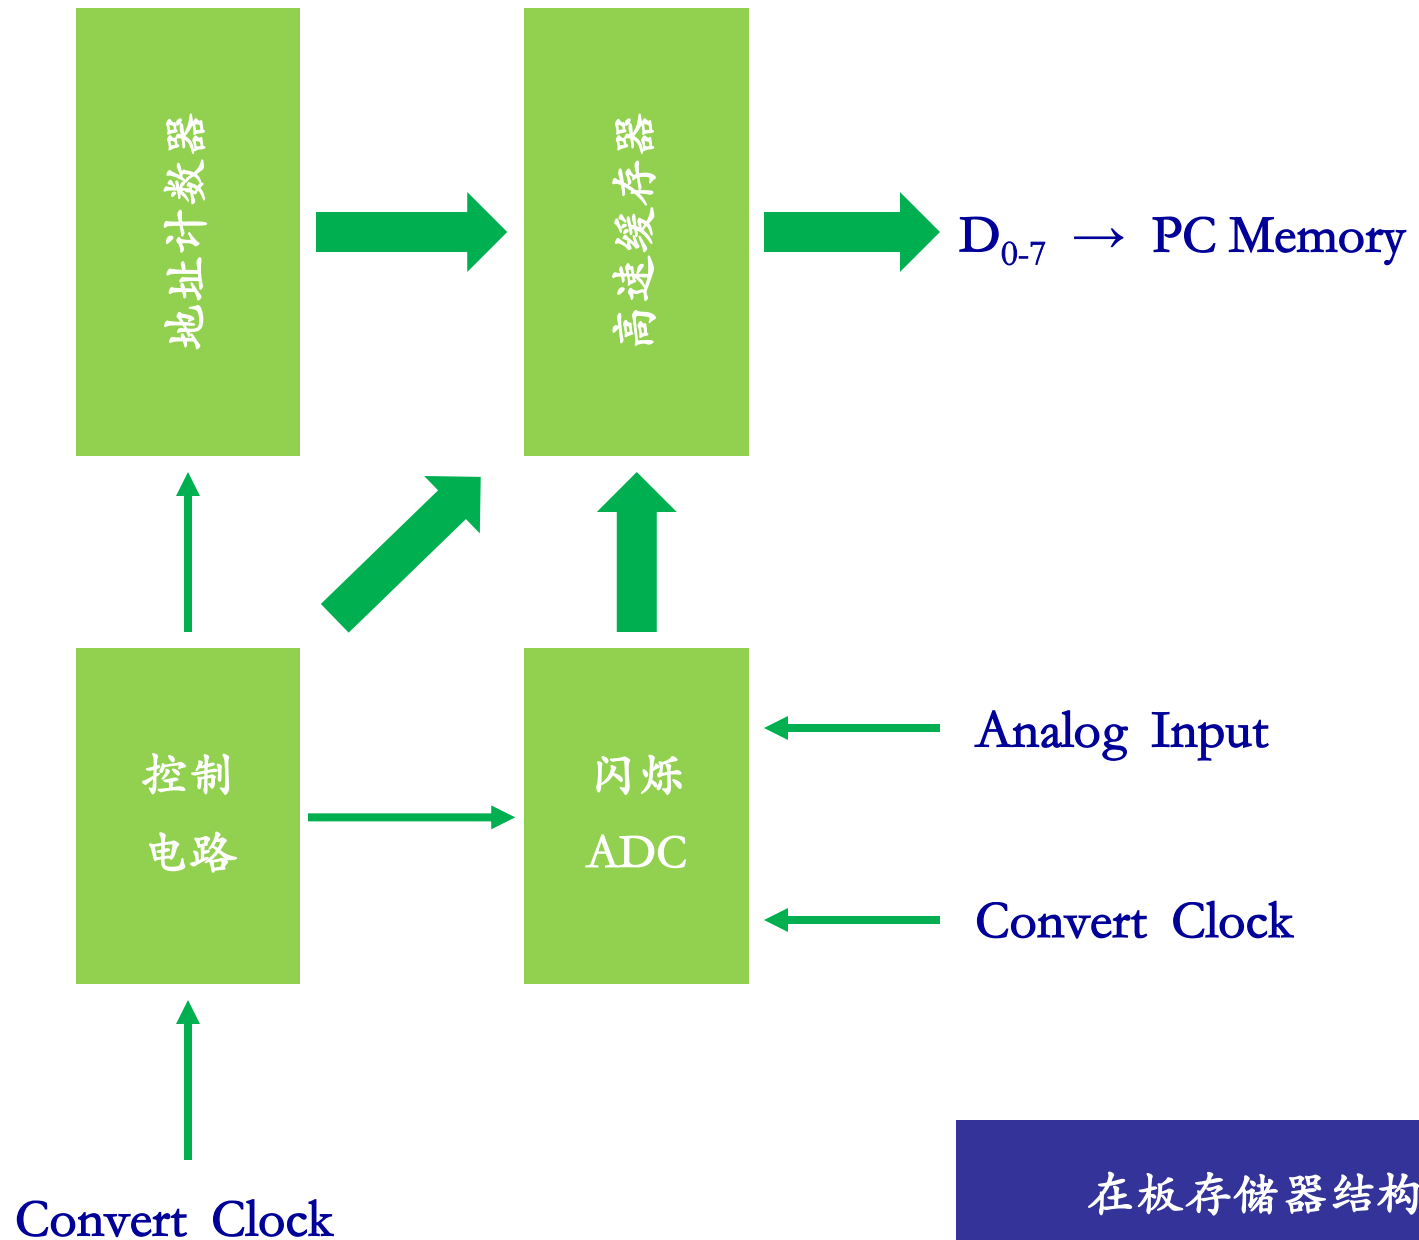 地址计数器
高速缓存器
D0-7 → PC Memory
控制
电路
闪烁
ADC
Analog Input
Convert Clock
Convert Clock
在板存储器结构